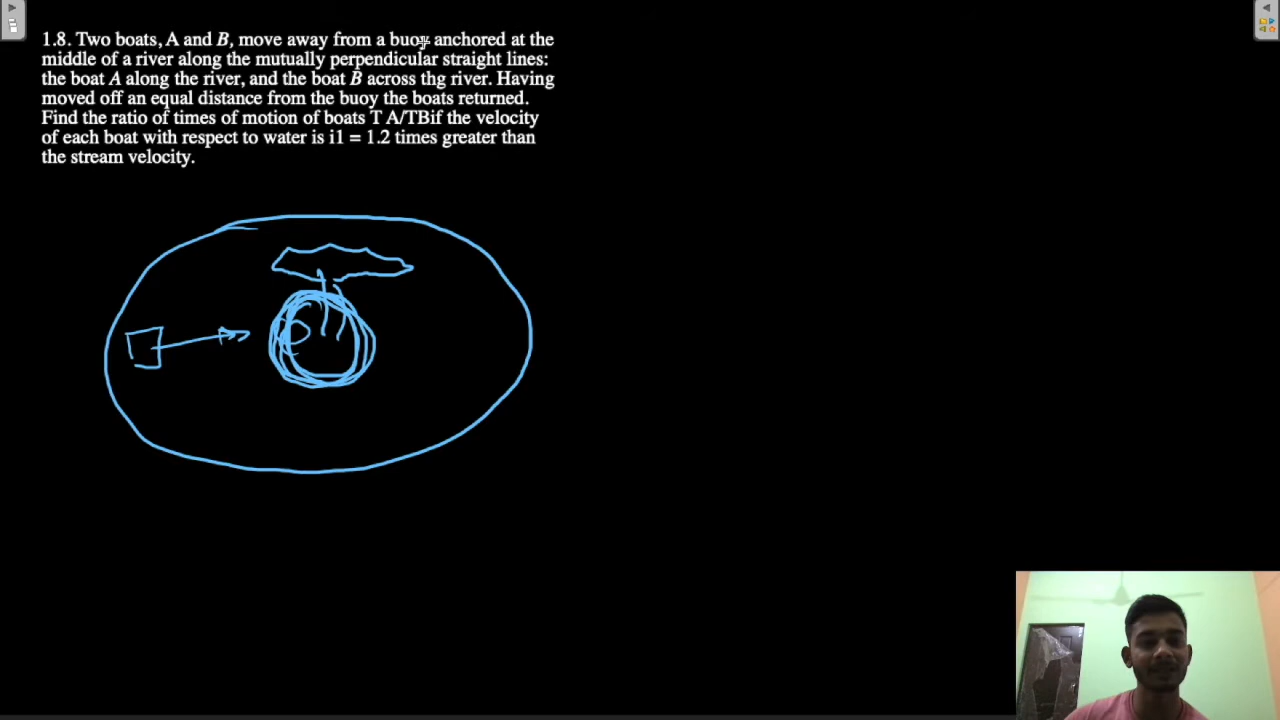 1.8. Two boats, A and B, move away from a buoy anchored at the
middle of a river along the mutually perpendicular straight lines:
the boat A along the river, and the boat B across thg river. Having
moved off an equal distance from the buoy the boats returned.
Find the ratio of times of motion of boats T A/TBif the velocity
of each boat with respect to water is i1 = 1.2 times greater than
the stream velocity.